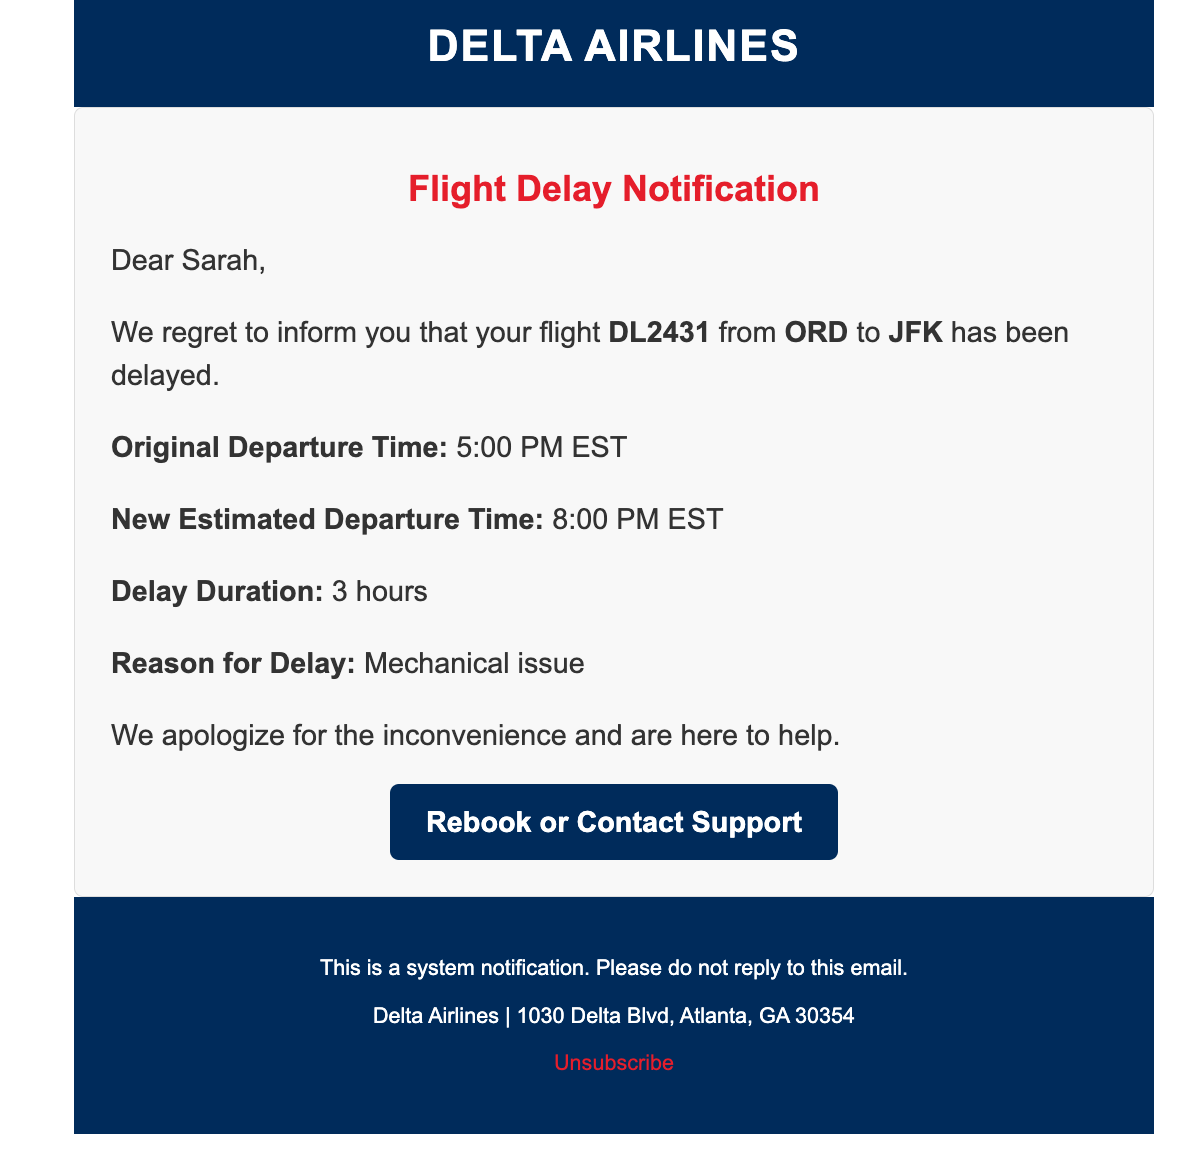 DELTA AIRLINES
Flight Delay Notification
Dear Sarah,
We regret to inform you that your flight DL2431 from ORD to JFK has been
delayed.
Original Departure Time: 5:00 PM EST
New Estimated Departure Time: 8:00 PM EST
Delay Duration: 3 hours
Reason for Delay: Mechanical issue
We apologize for the inconvenience and are here to help.
Rebook or Contact Support
This is a system notification. Please do not reply to this email.
Delta Airlines | 1030 Delta Blvd, Atlanta, GA 30354
Unsubscribe